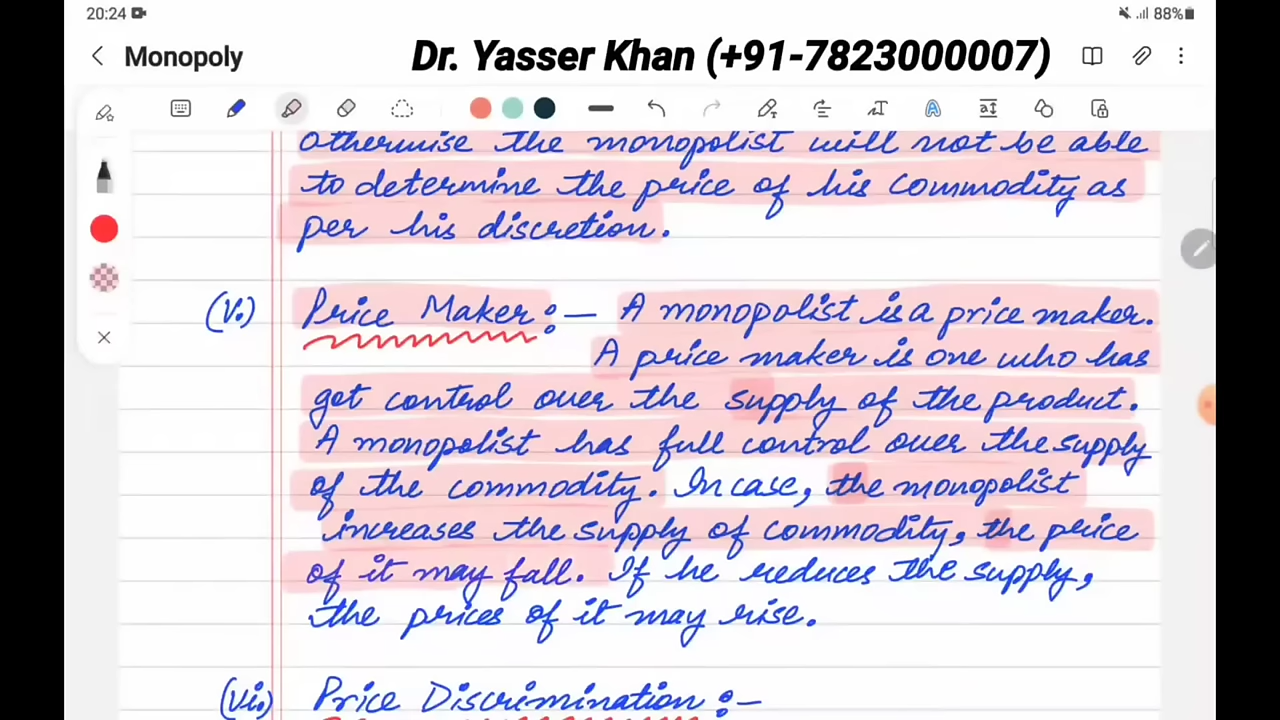 20:24
88%
Monopoly
Dr. Yasser Khan (+91-7823000007)
otherwise the monopolist will not be able
to determine the price of his commodity as
per his discretion.
(V.) Price Maker :- A monopolist is a price maker.
A price maker is one who has
got control over the supply of the product.
A monopolist has full control over the supply
of the commodity. In case, the monopolist
increases the supply of commodity, the price
of it may fall. If he reduces the supply,
the prices of it may rise.
(Vi.) Price Discrimination :-